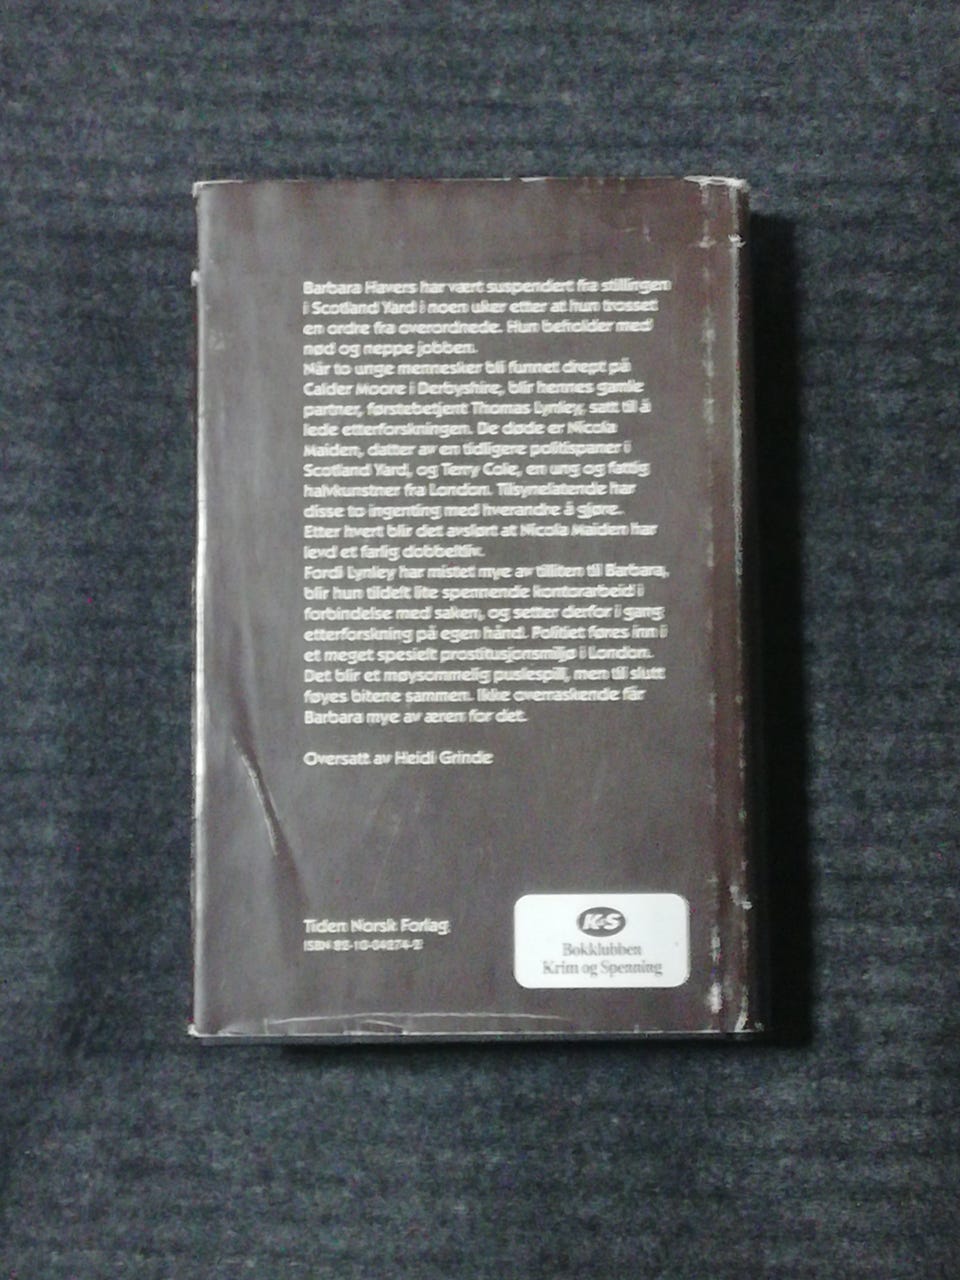 Barbara Havers har vært suspendert fra stillingen
i Scotland Yard i noen uker etter at hun trosset
en ordre fra overordnede. Hun beholder med
nød og neppe jobben.
Når to unge mennesker bli funnet drept på
Calder Moore i Derbyshire, blir hennes gamle
partner, førstebetjent Thomas Lynley, satt til å
lede etterforskningen. De døde er Nicola
Maiden, datter av en tidligere politispaner i
Scotland Yard, og Terry Cole, en ung og fattig
halvkunstner fra London. Tilsynelatende har
disse to ingenting med hverandre å gjøre.
Etter hvert blir det avslørt at Nicola Maiden har
levd et farlig dobbeltliv.
Fordi Lynley har mistet mye av tilliten til Barbara,
blir hun tildelt lite spennende kontorarbeid i
forbindelse med saken, og setter derfor i gang
etterforskning på egen hånd. Politiet føres inn i
et meget spesielt prostitusjonsmiljø i London.
Det blir et møysommelig puslespill, men til slutt
føyes bitene sammen. Ikke overraskende får
Barbara mye av æren for det.
Oversatt av Heidi Grinde
Tiden Norsk Forlag
ISBN 82-10-04274-2
K&S
Bokklubben
Krim og Spenning